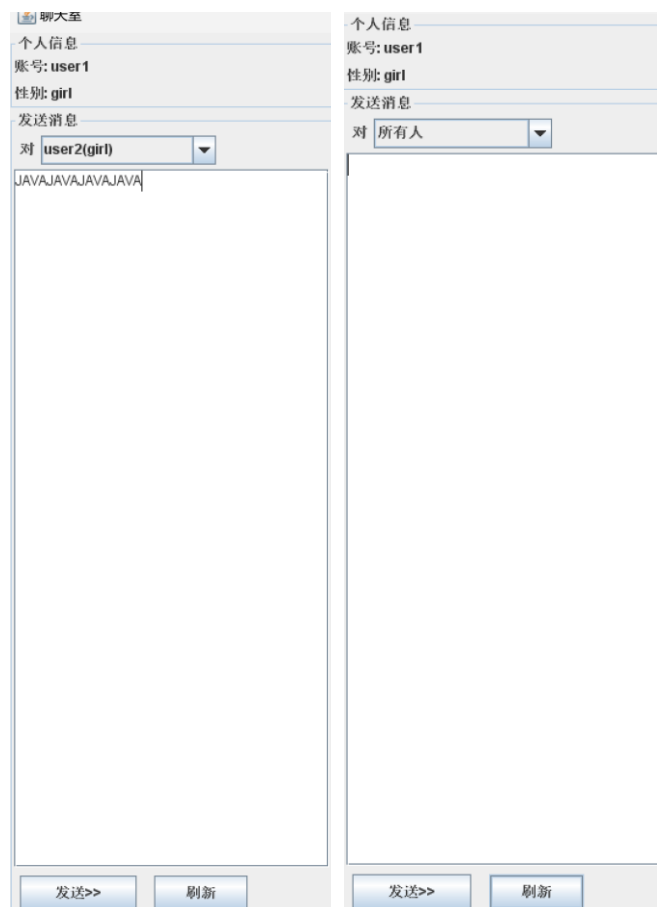 聊天室
个人信息
账号: user1
性别: girl
发送消息
对 user2(girl)
JAVAJAVAJAVAJAVA
发送>> 刷新
个人信息
账号: user1
性别: girl
发送消息
对 所有人
发送>> 刷新